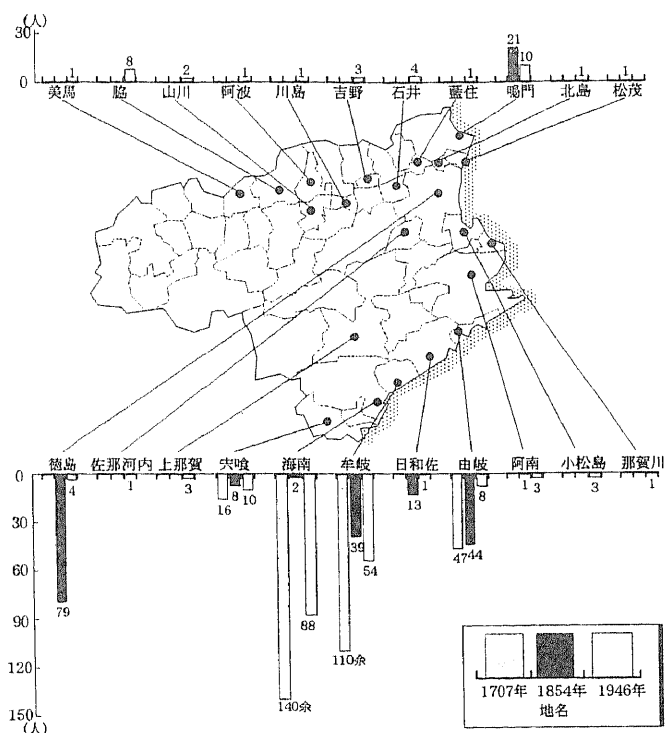 (人)
30
0
1 8 2 1 1 3 4 1 21 10 1 1
美馬 脇 山川 阿波 川島 吉野 石井 藍住 鳴門 北島 松茂
徳島 佐那河内 上那賀 宍喰 海南 牟岐 日和佐 由岐 阿南 小松島 那賀川
0
30
60
90
120
150
(人)
79 4 1 3 16 8 10 140余 2 88 110余 39 54 13 1 47 44 8 3 3 1
1707年 1854年 1946年
地名